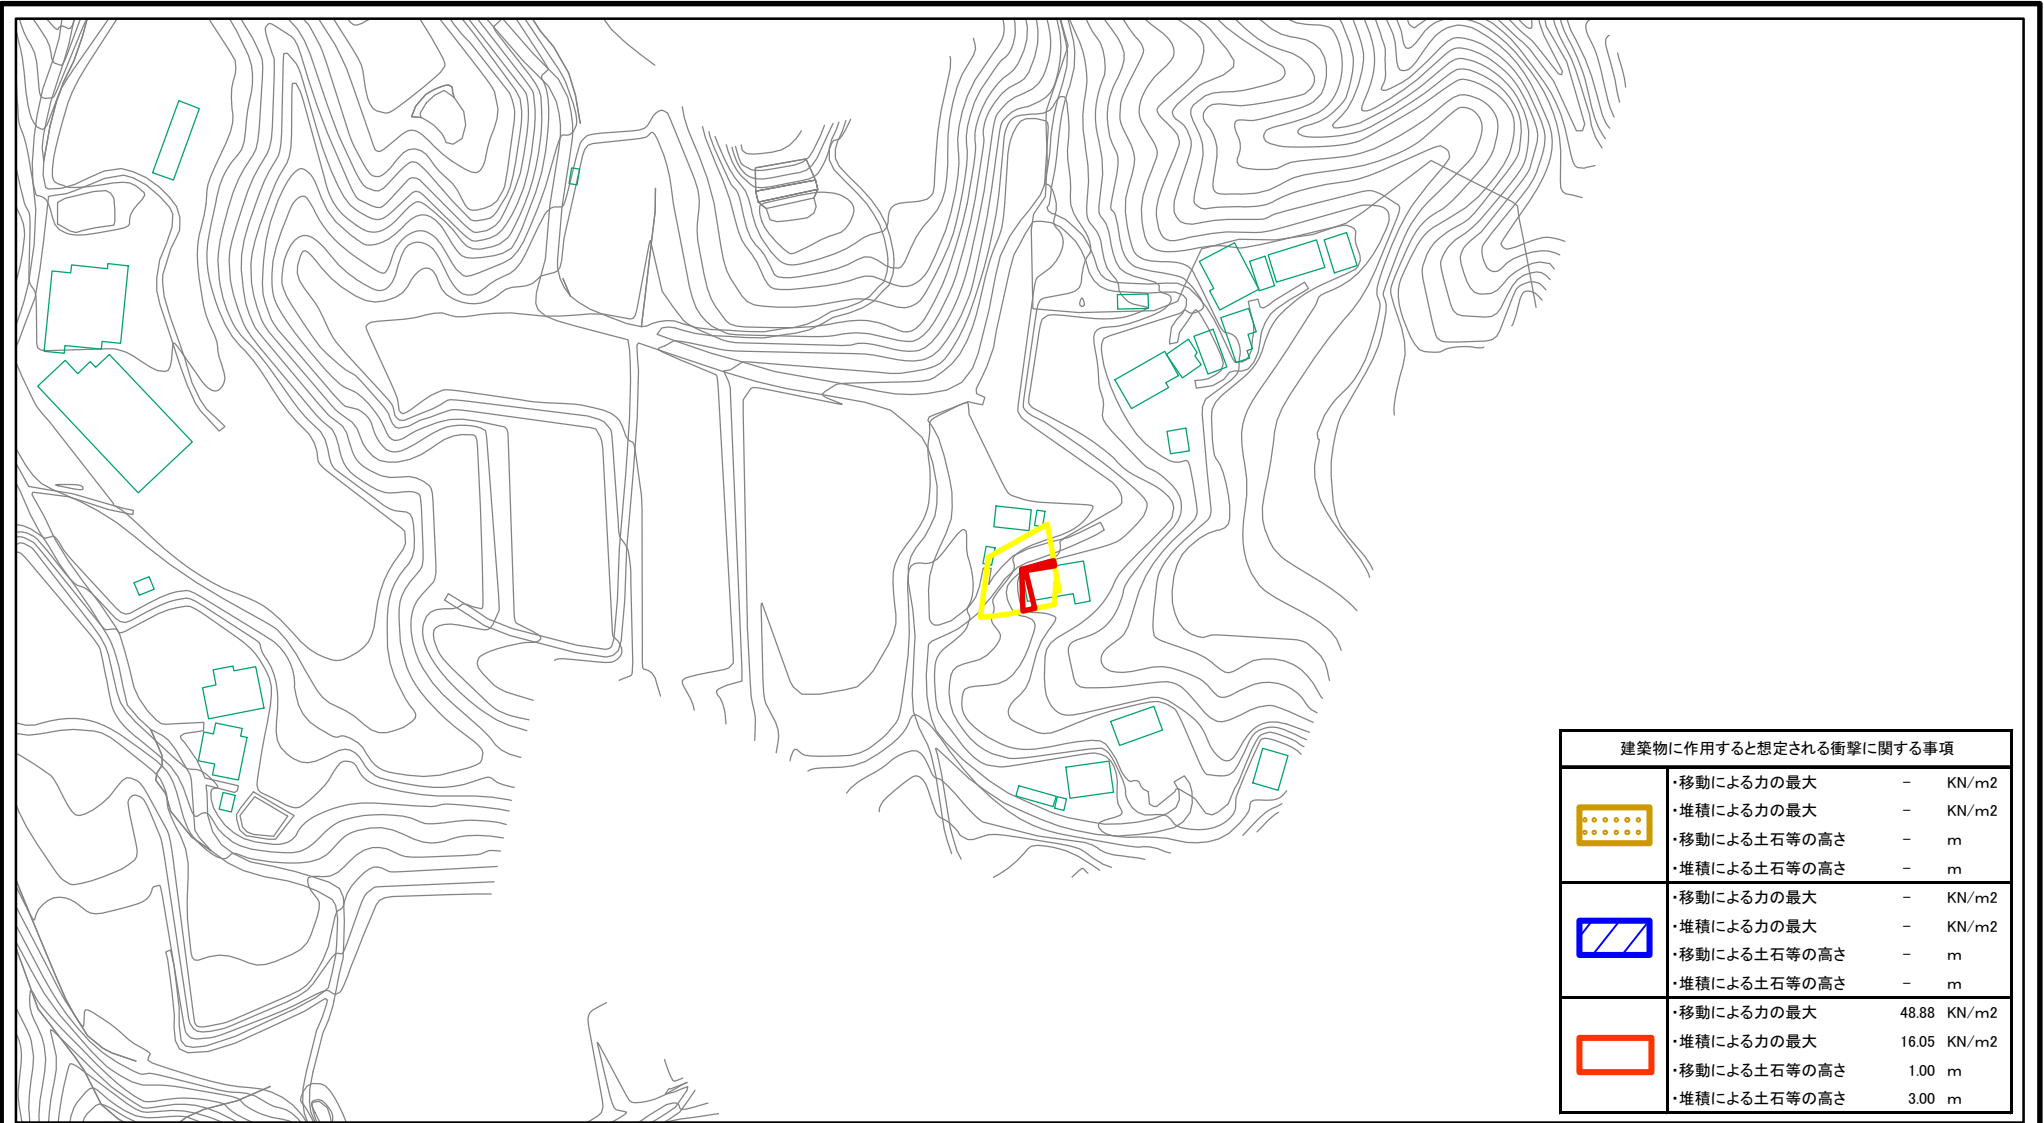 建築物に作用すると想定される衝撃に関する事項
・移動による力の最大 － KN/m2
・堆積による力の最大 － KN/m2
・移動による土石等の高さ － m
・堆積による土石等の高さ － m
・移動による力の最大 － KN/m2
・堆積による力の最大 － KN/m2
・移動による土石等の高さ － m
・堆積による土石等の高さ － m
・移動による力の最大 48.88 KN/m2
・堆積による力の最大 16.05 KN/m2
・移動による土石等の高さ 1.00 m
・堆積による土石等の高さ 3.00 m